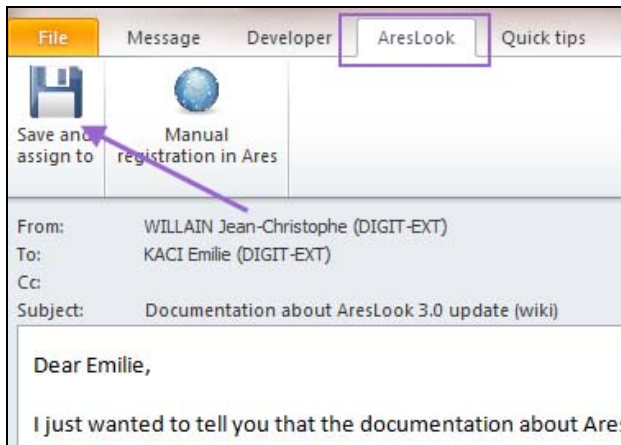 File Message Developer AresLook Quick tips
Save and assign to
Manual registration in Ares
From: WILLAIN Jean-Christophe (DIGIT-EXT)
To: KACI Emilie (DIGIT-EXT)
Cc:
Subject: Documentation about AresLook 3.0 update (wiki)
Dear Emilie,
I just wanted to tell you that the documentation about Ares